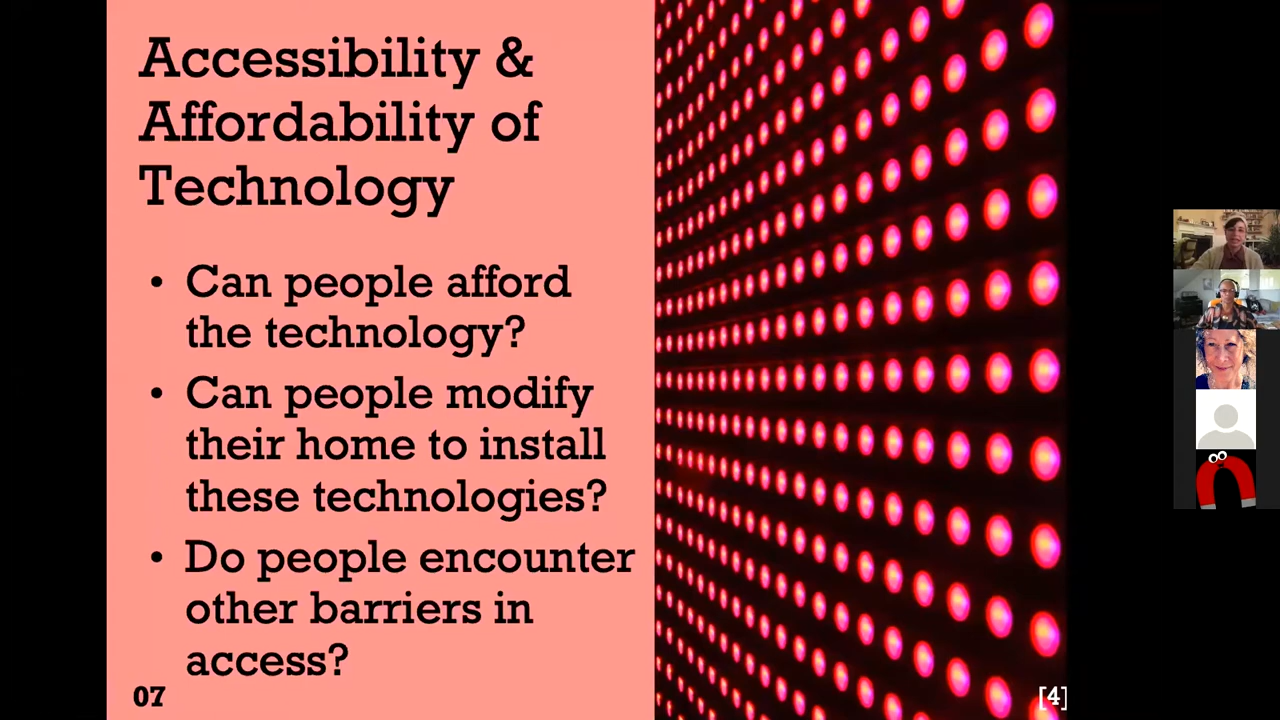 Accessibility &
Affordability of
Technology
• Can people afford
the technology?
• Can people modify
their home to install
these technologies?
• Do people encounter
other barriers in
access?
07
[4]